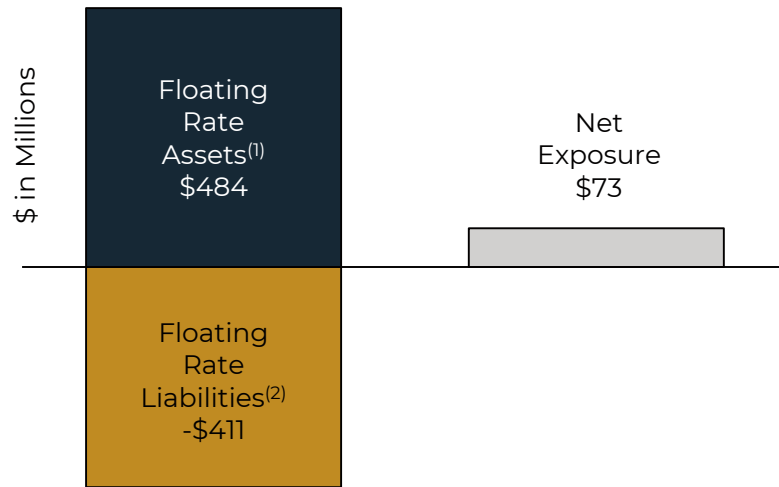 $ in Millions
Floating
Rate
Assets(1)
$484
Net
Exposure
$73
Floating
Rate
Liabilities(2)
-$411